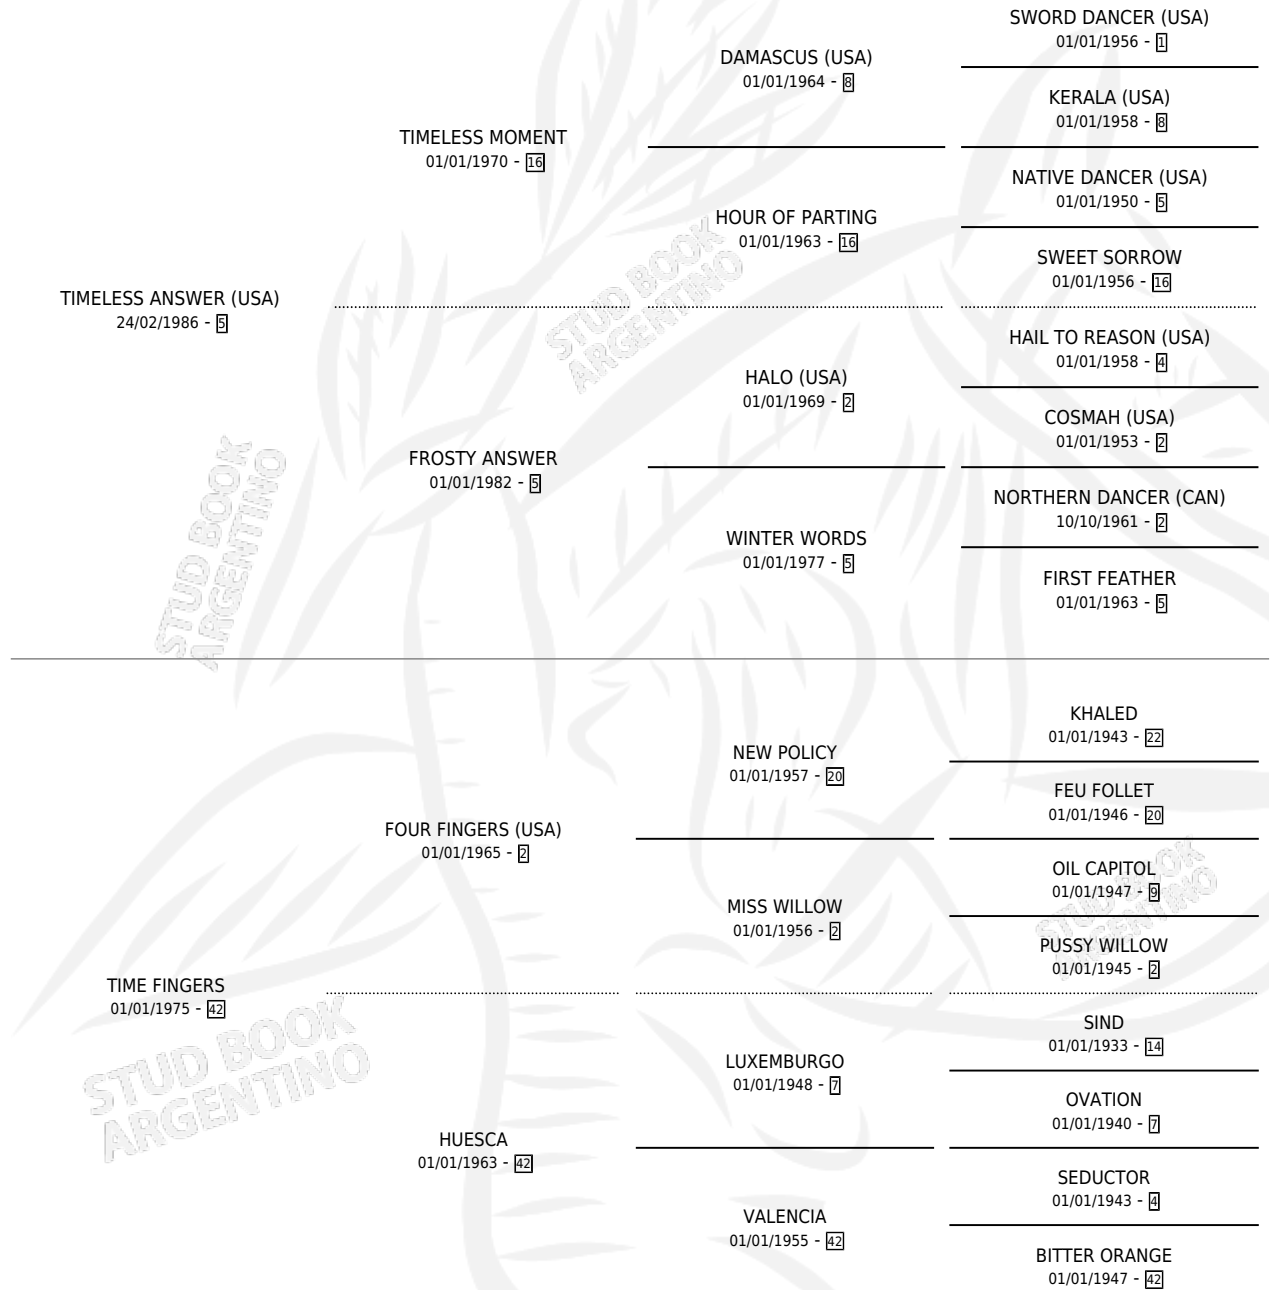 SWORD DANCER (USA)
01/01/1956 - 1
DAMASCUS (USA)
01/01/1964 - 8
KERALA (USA)
01/01/1958 - 8
TIMELESS MOMENT
01/01/1970 - 16
NATIVE DANCER (USA)
01/01/1950 - 5
HOUR OF PARTING
01/01/1963 - 16
SWEET SORROW
01/01/1956 - 16
TIMELESS ANSWER (USA)
24/02/1986 - 5
HAIL TO REASON (USA)
01/01/1958 - 4
HALO (USA)
01/01/1969 - 2
COSMAH (USA)
01/01/1953 - 2
FROSTY ANSWER
01/01/1982 - 5
NORTHERN DANCER (CAN)
10/10/1961 - 2
WINTER WORDS
01/01/1977 - 5
FIRST FEATHER
01/01/1963 - 5
STUD BOOK
ARGENTINO
STUD BOOK
ARGENTINO
KHALED
01/01/1943 - 22
NEW POLICY
01/01/1957 - 20
FEU FOLLET
01/01/1946 - 20
FOUR FINGERS (USA)
01/01/1965 - 2
OIL CAPITOL
01/01/1947 - 9
MISS WILLOW
01/01/1956 - 2
PUSSY WILLOW
01/01/1945 - 2
TIME FINGERS
01/01/1975 - 42
SIND
01/01/1933 - 14
LUXEMBURGO
01/01/1948 - 7
OVATION
01/01/1940 - 7
HUESCA
01/01/1963 - 42
SEDUCTOR
01/01/1943 - 4
VALENCIA
01/01/1955 - 42
BITTER ORANGE
01/01/1947 - 42
STUD BOOK
ARGENTINO
STUD BOOK
ARGENTINO